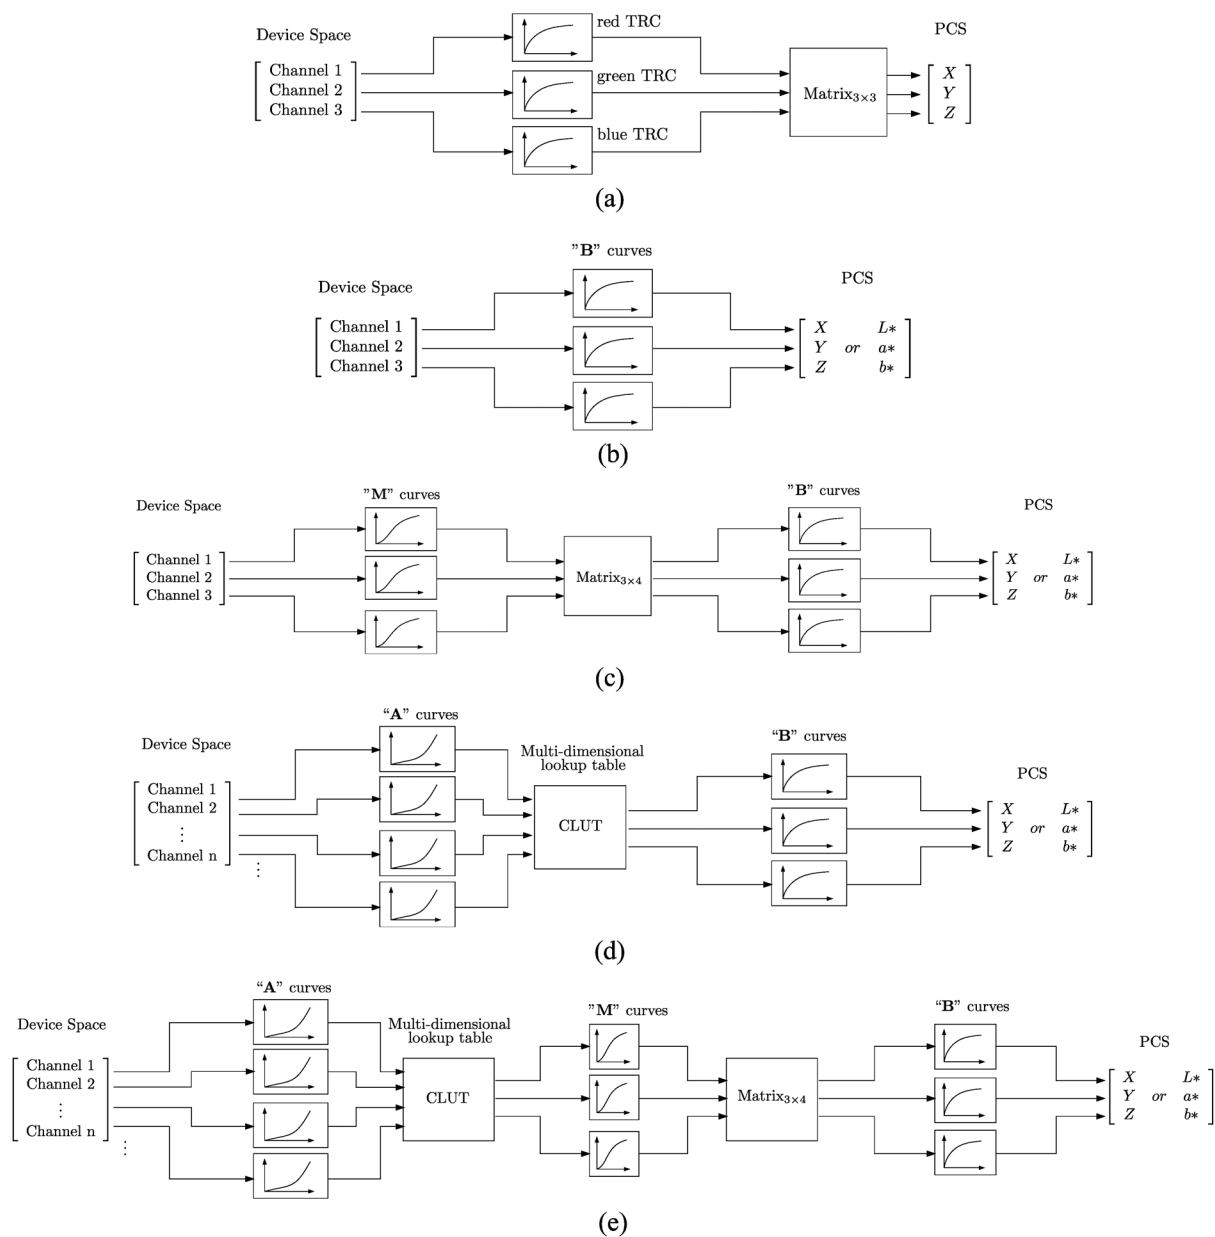 Device Space
red TRC
PCS
Channel 1
Channel 2
Channel 3
green TRC
blue TRC
Matrix3×3
X
Y
Z
(a)
"B" curves
Device Space
PCS
Channel 1
Channel 2
Channel 3
X L*
Y or a*
Z b*
(b)
"M" curves
"B" curves
Device Space
PCS
Channel 1
Channel 2
Channel 3
Matrix3×4
X L*
Y or a*
Z b*
(c)
"A" curves
Device Space
Multi-dimensional
lookup table
"B" curves
PCS
Channel 1
Channel 2
⋮
Channel n
⋮
CLUT
X L*
Y or a*
Z b*
(d)
"A" curves
Device Space
Multi-dimensional
lookup table
"M" curves
"B" curves
PCS
Channel 1
Channel 2
⋮
Channel n
⋮
CLUT
Matrix3×4
X L*
Y or a*
Z b*
(e)